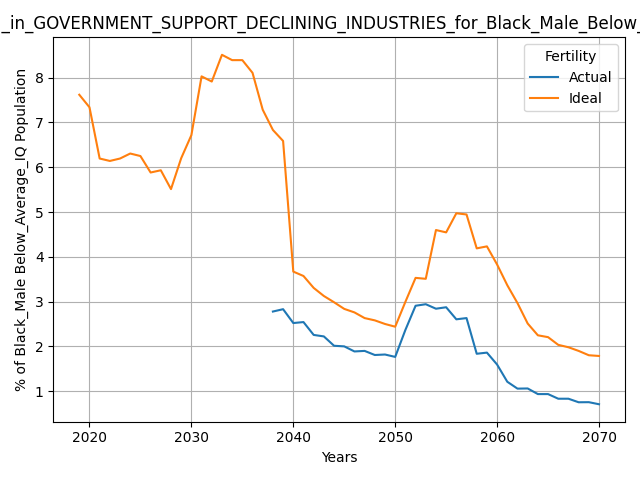 _in_GOVERNMENT_SUPPORT_DECLINING_INDUSTRIES_for_Black_Male_Below_
Fertility
Actual
Ideal
% of Black_Male Below_Average_IQ Population
8
7
6
5
4
3
2
1
2020 2030 2040 2050 2060 2070
Years